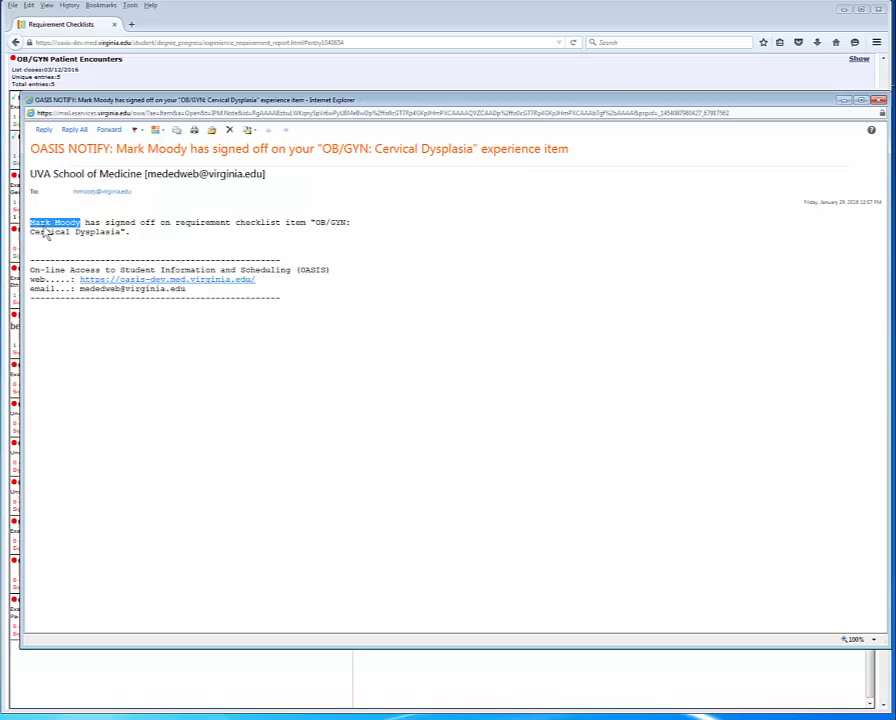 File Edit View History Bookmarks Tools Help
Requirement Checklists
https://oasis-dev.med.virginia.edu/student/degree_progress/experience_requirement_report.html#entry1040654
Search
OB/GYN Patient Encounters
Show
List closes:03/12/2016
Unique entries:5
Total entries:5
OASIS NOTIFY: Mark Moody has signed off on your "OB/GYN: Cervical Dysplasia" experience item - Internet Explorer
Reply Reply All Forward
OASIS NOTIFY: Mark Moody has signed off on your "OB/GYN: Cervical Dysplasia" experience item
UVA School of Medicine [mededweb@virginia.edu]
To: mmoody@virginia.edu
Friday, January 29, 2016 12:57 PM
Mark Moody has signed off on requirement checklist item "OB/GYN:
Cervical Dysplasia".
--------------------------------------------------
On-line Access to Student Information and Scheduling (OASIS)
web.....: https://oasis-dev.med.virginia.edu/
email...: mededweb@virginia.edu
--------------------------------------------------
100%